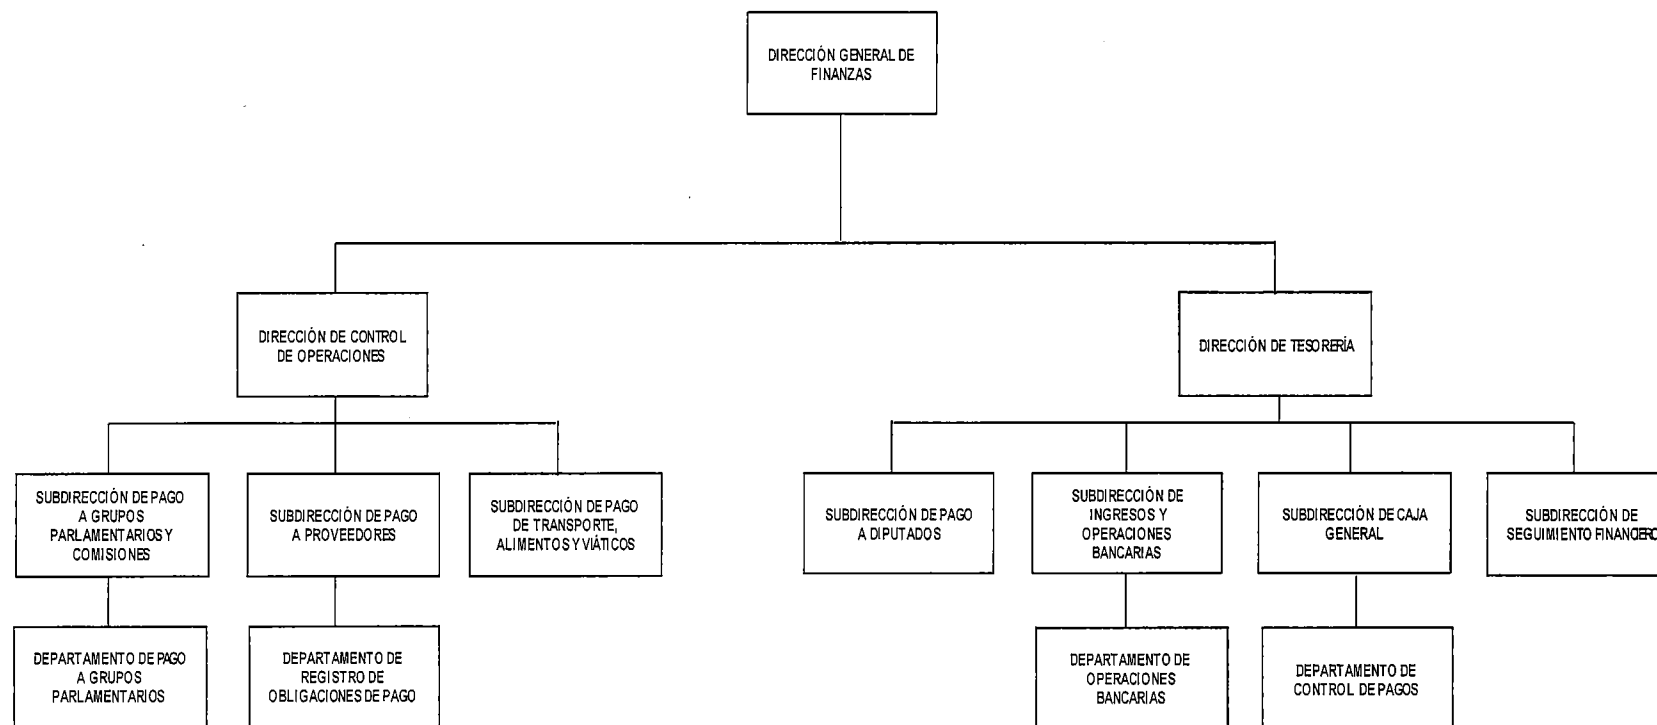 DIRECCIÓN GENERAL DE
FINANZAS
DIRECCIÓN DE CONTROL
DE OPERACIONES
DIRECCIÓN DE TESORERÍA
SUBDIRECCIÓN DE PAGO
A GRUPOS
PARLAMENTARIOS Y
COMISIONES
SUBDIRECCIÓN DE PAGO
A PROVEEDORES
SUBDIRECCIÓN DE PAGO
DE TRANSPORTE,
ALIMENTOS Y VIÁTICOS
SUBDIRECCIÓN DE PAGO
A DIPUTADOS
SUBDIRECCIÓN DE
INGRESOS Y
OPERACIONES
BANCARIAS
SUBDIRECCIÓN DE CAJA
GENERAL
SUBDIRECCIÓN DE
SEGUIMIENTO FINANCIERO
DEPARTAMENTO DE PAGO
A GRUPOS
PARLAMENTARIOS
DEPARTAMENTO DE
REGISTRO DE
OBLIGACIONES DE PAGO
DEPARTAMENTO DE
OPERACIONES
BANCARIAS
DEPARTAMENTO DE
CONTROL DE PAGOS